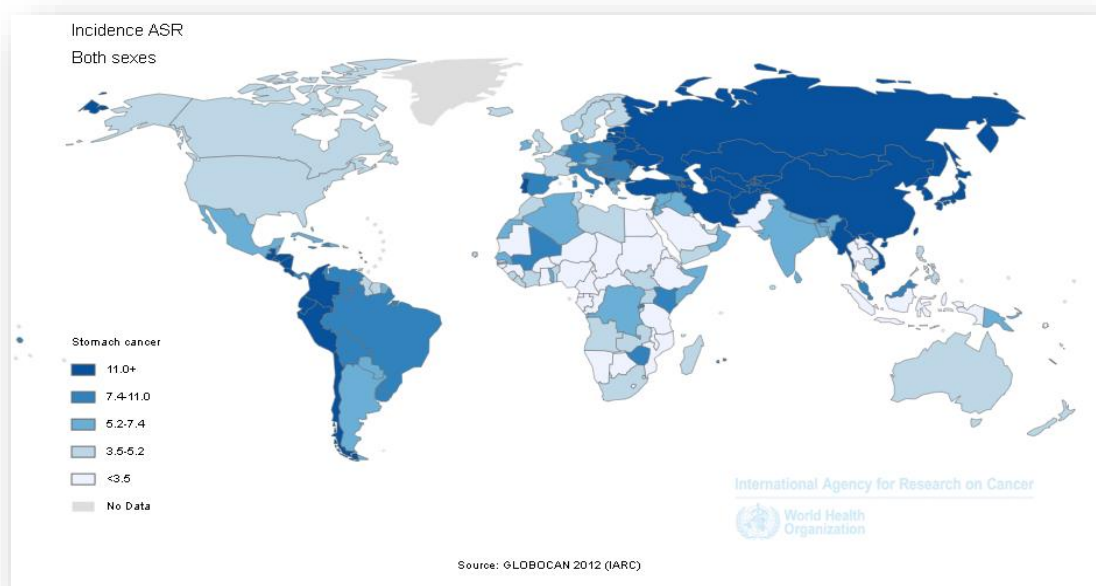 Incidence ASR
Both sexes
Stomach cancer
11.0+
7.4-11.0
5.2-7.4
3.5-5.2
<3.5
No Data
International Agency for Research on Cancer
World Health
Organization
Source: GLOBOCAN 2012 (IARC)